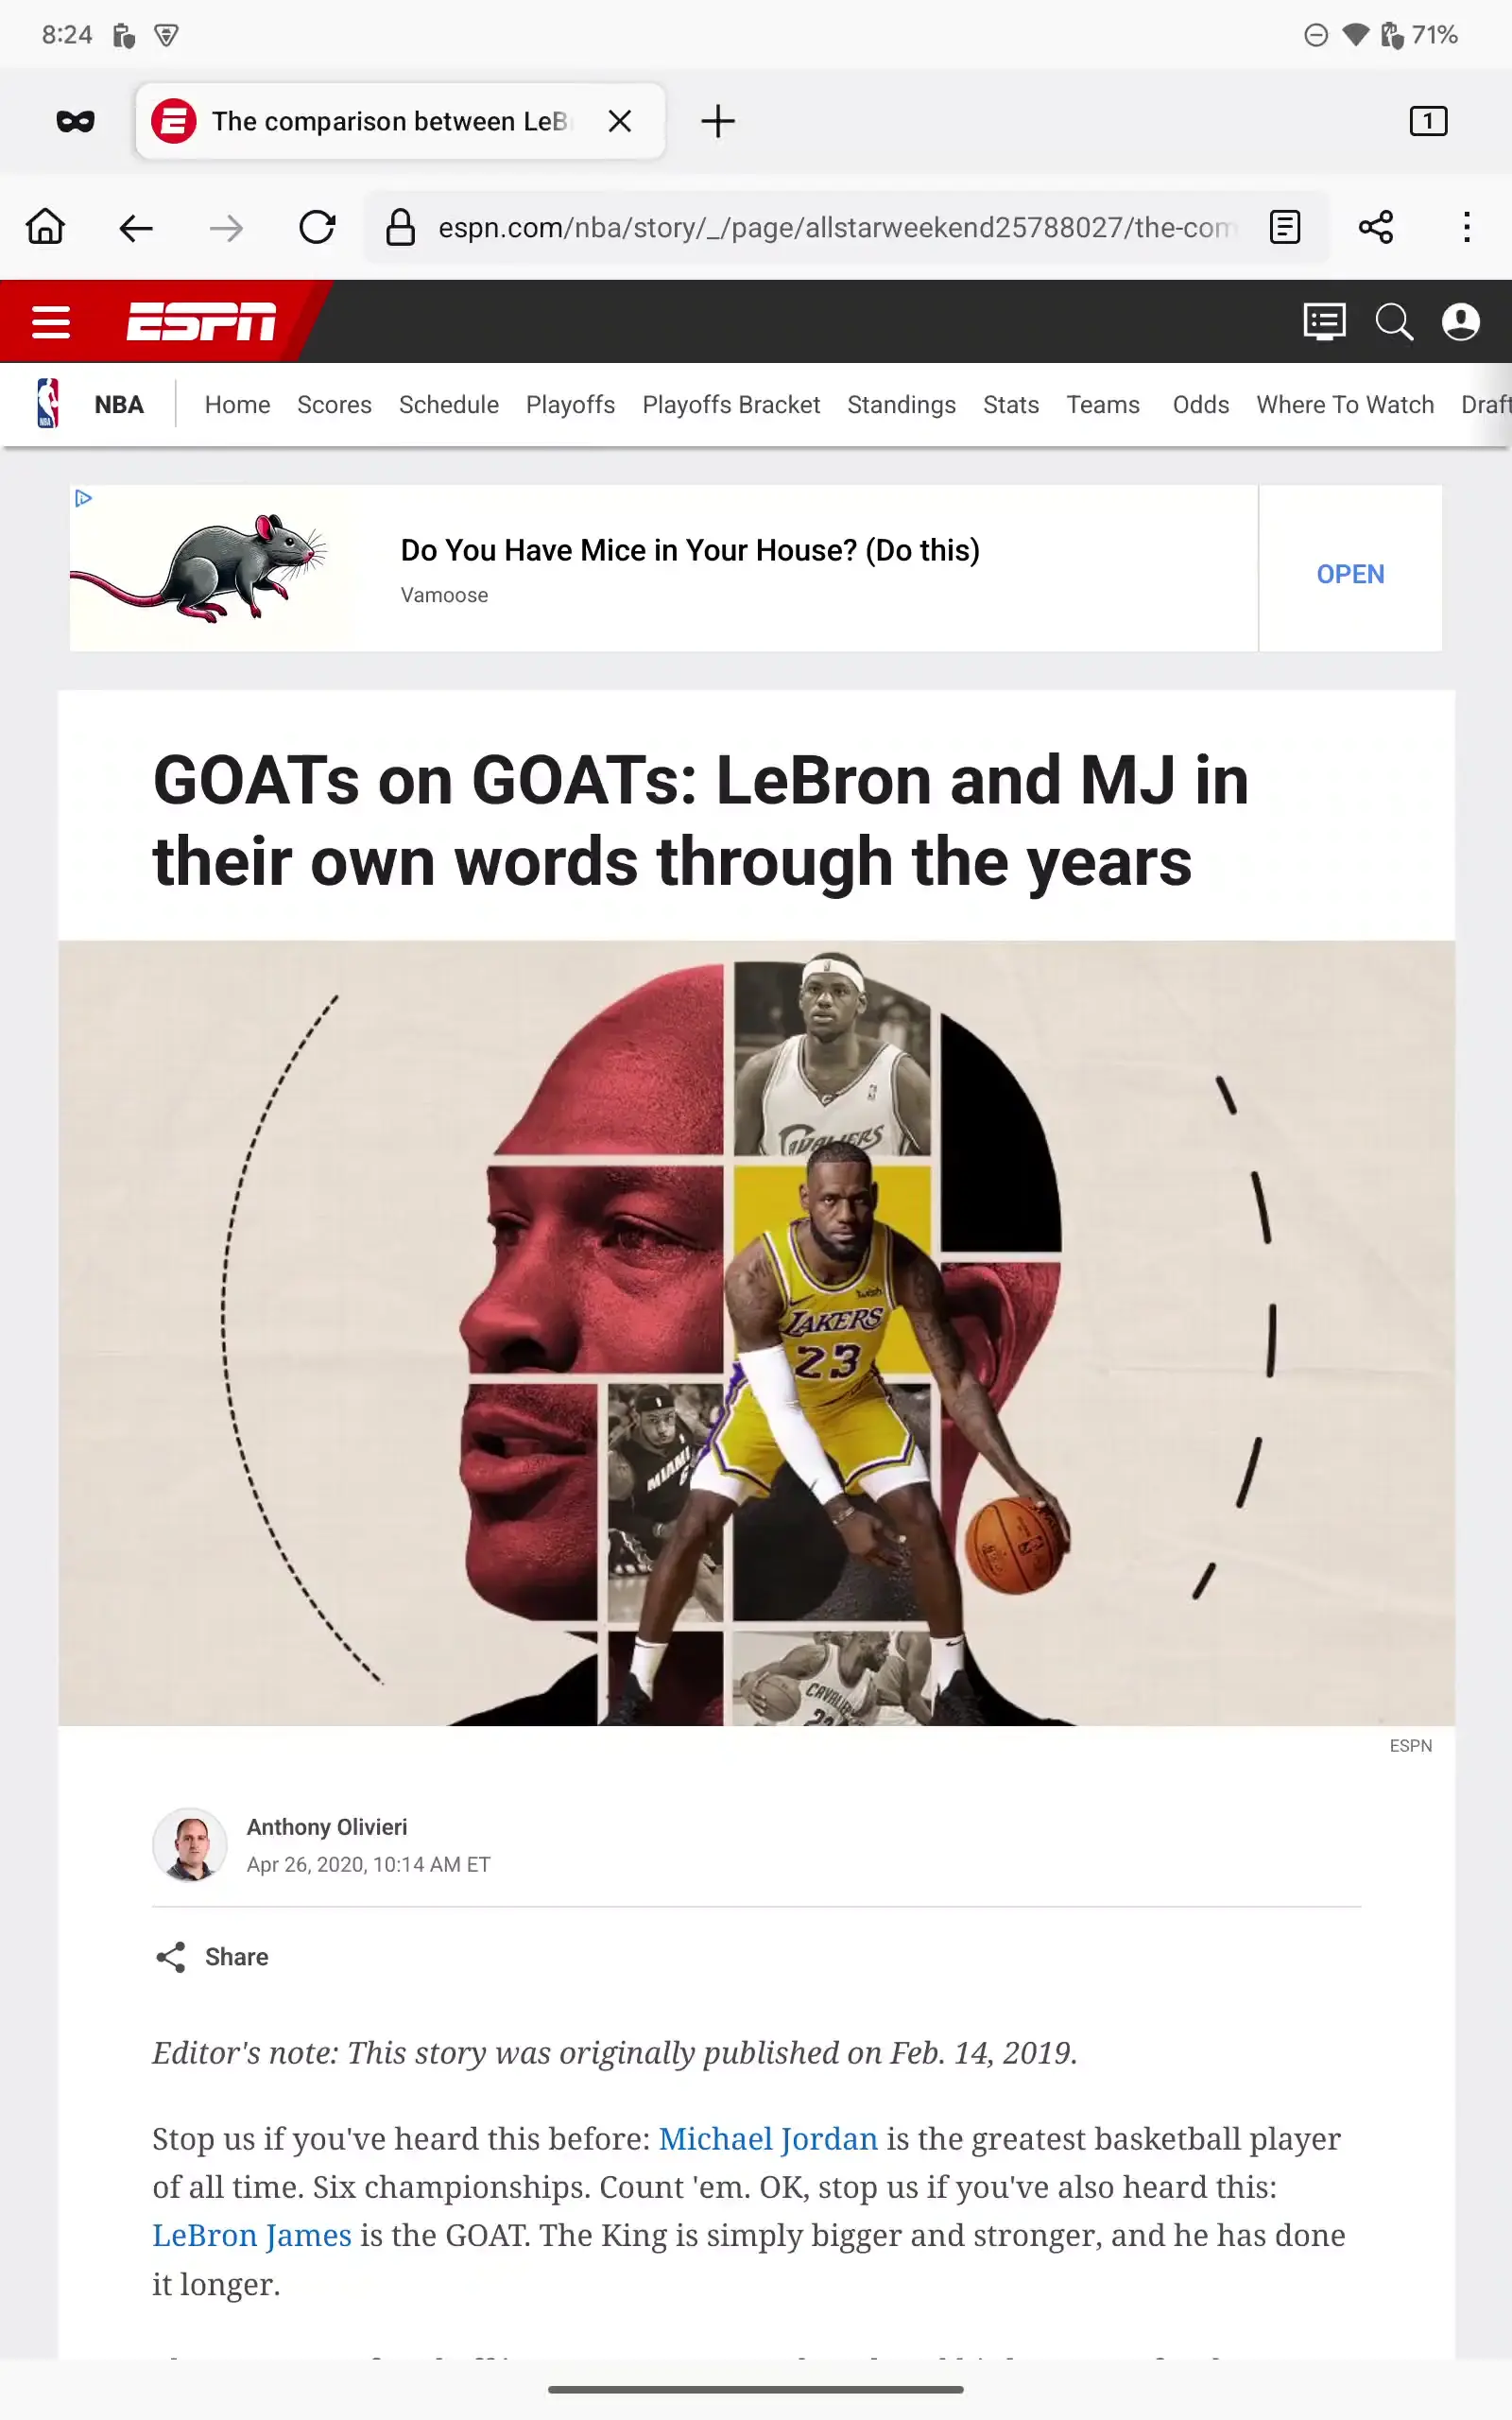 8:24
71%
The comparison between LeB
1
espn.com/nba/story/_/page/allstarweekend25788027/the-com
ESPN
NBA
Home Scores Schedule Playoffs Playoffs Bracket Standings Stats Teams Odds Where To Watch Draft
Do You Have Mice in Your House? (Do this)
Vamoose
OPEN
GOATs on GOATs: LeBron and MJ in
their own words through the years
CAVALIERS
LAKERS
23
MIAMI
ESPN
Anthony Olivieri
Apr 26, 2020, 10:14 AM ET
Share
Editor's note: This story was originally published on Feb. 14, 2019.
Stop us if you've heard this before: Michael Jordan is the greatest basketball player
of all time. Six championships. Count 'em. OK, stop us if you've also heard this:
LeBron James is the GOAT. The King is simply bigger and stronger, and he has done
it longer.